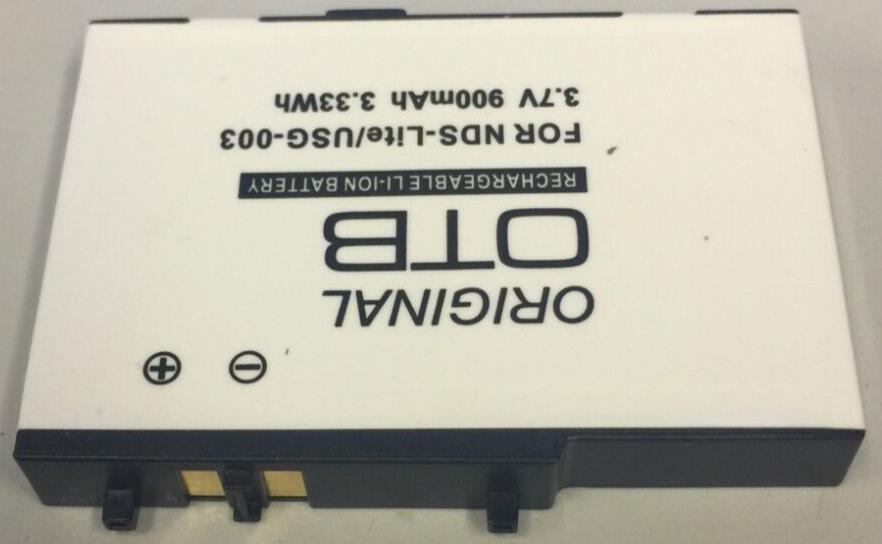 ORIGINAL
OTB
RECHARGEABLE LI-ION BATTERY
FOR NDS-Lite/USG-003
3.7V 900mAh 3.33Wh